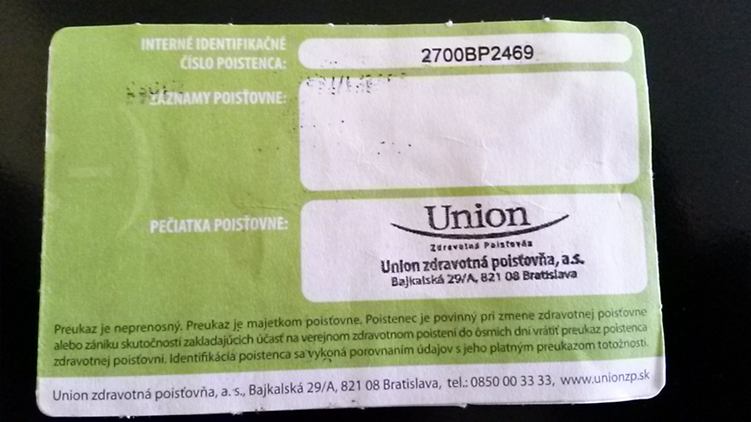 INTERNÉ IDENTIFIKAČNÉ
ČÍSLO POISTENCA:
2700BP2469
ZÁZNAMY POISŤOVNE:
PEČIATKA POISŤOVNE:
Union
Zdravotná Poisťovňa
Union zdravotná poisťovňa, a.s.
Bajkalská 29/A, 821 08 Bratislava
Preukaz je neprenosný. Preukaz je majetkom poisťovne. Poistenec je povinný pri zmene zdravotnej poisťovne
alebo zániku skutočností zakladajúcich účasť na verejnom zdravotnom poistení do ôsmich dní vrátiť preukaz poistenca
zdravotnej poisťovni. Identifikácia poistenca sa vykoná porovnaním údajov s jeho platným preukazom totožnosti.
Union zdravotná poisťovňa, a. s., Bajkalská 29/A, 821 08 Bratislava, tel.: 0850 00 33 33, www.unionzp.sk